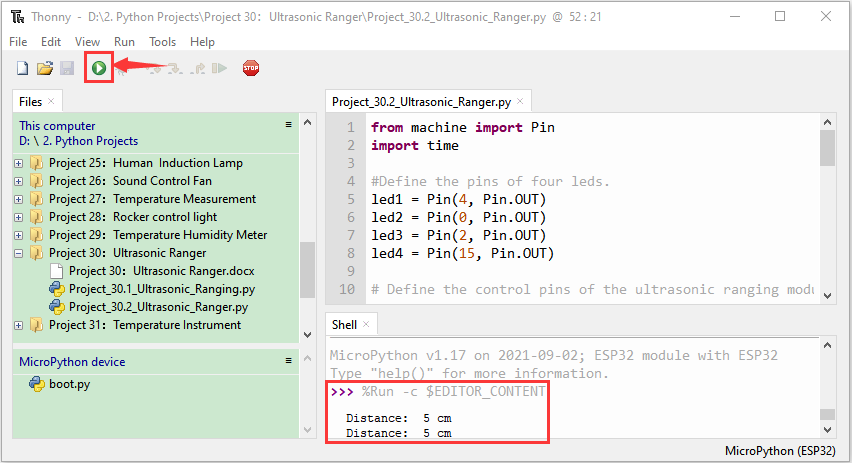 Thonny - D:\2. Python Projects\Project 30：Ultrasonic Ranger\Project_30.2_Ultrasonic_Ranger.py @ 52 : 21
File Edit View Run Tools Help
STOP
Files
This computer
D: \ 2. Python Projects
Project 25：Human Induction Lamp
Project 26：Sound Control Fan
Project 27：Temperature Measurement
Project 28：Rocker control light
Project 29：Temperature Humidity Meter
Project 30：Ultrasonic Ranger
Project 30：Ultrasonic Ranger.docx
Project_30.1_Ultrasonic_Ranging.py
Project_30.2_Ultrasonic_Ranger.py
Project 31：Temperature Instrument
MicroPython device
boot.py
Project_30.2_Ultrasonic_Ranger.py
1 from machine import Pin
2 import time
3
4 #Define the pins of four leds.
5 led1 = Pin(4, Pin.OUT)
6 led2 = Pin(0, Pin.OUT)
7 led3 = Pin(2, Pin.OUT)
8 led4 = Pin(15, Pin.OUT)
9
10 # Define the control pins of the ultrasonic ranging modu
Shell
MicroPython v1.17 on 2021-09-02; ESP32 module with ESP32
Type "help()" for more information.
>>> %Run -c $EDITOR_CONTENT
Distance: 5 cm
Distance: 5 cm
MicroPython (ESP32)